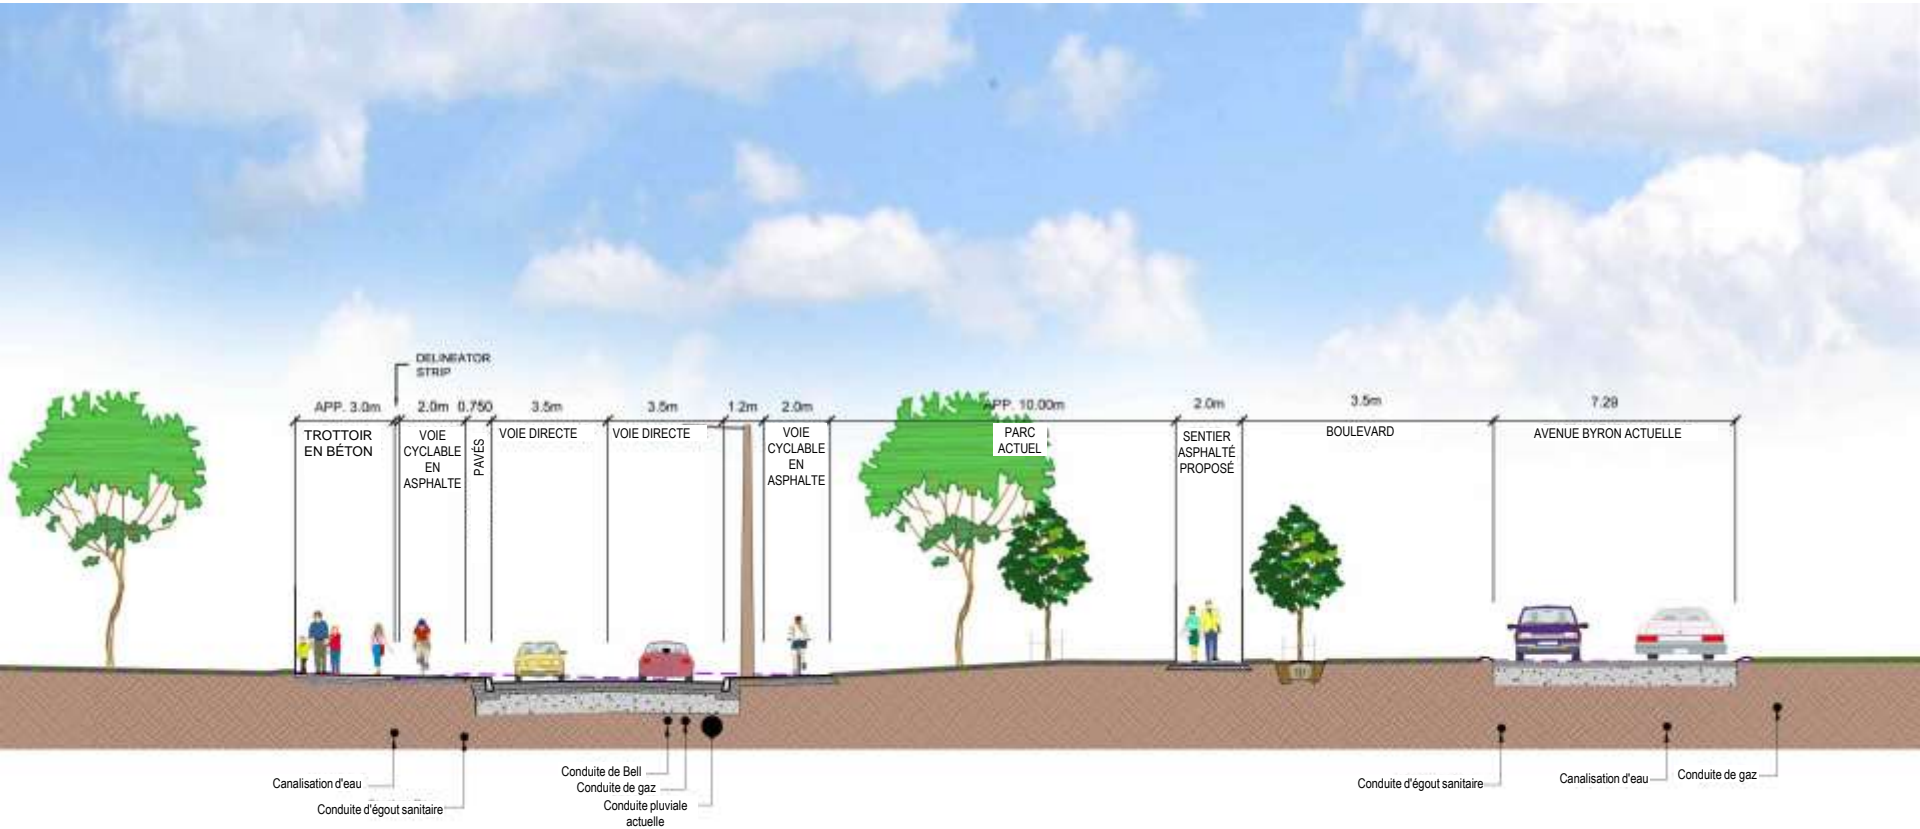 DELINEATOR
STRIP
APP. 3.0m
2.0m
0.750
3.5m
3.5m
1.2m
2.0m
APP. 10.00m
2.0m
3.5m
7.29
TROTTOIR
EN BÉTON
VOIE
CYCLABLE
EN
ASPHALTE
PAVÉS
VOIE DIRECTE
VOIE DIRECTE
VOIE
CYCLABLE
EN
ASPHALTE
PARC
ACTUEL
SENTIER
ASPHALTÉ
PROPOSÉ
BOULEVARD
AVENUE BYRON ACTUELLE
Canalisation d'eau
Conduite d'égout sanitaire
Conduite de Bell
Conduite de gaz
Conduite pluviale
actuelle
Conduite d'égout sanitaire
Canalisation d'eau
Conduite de gaz